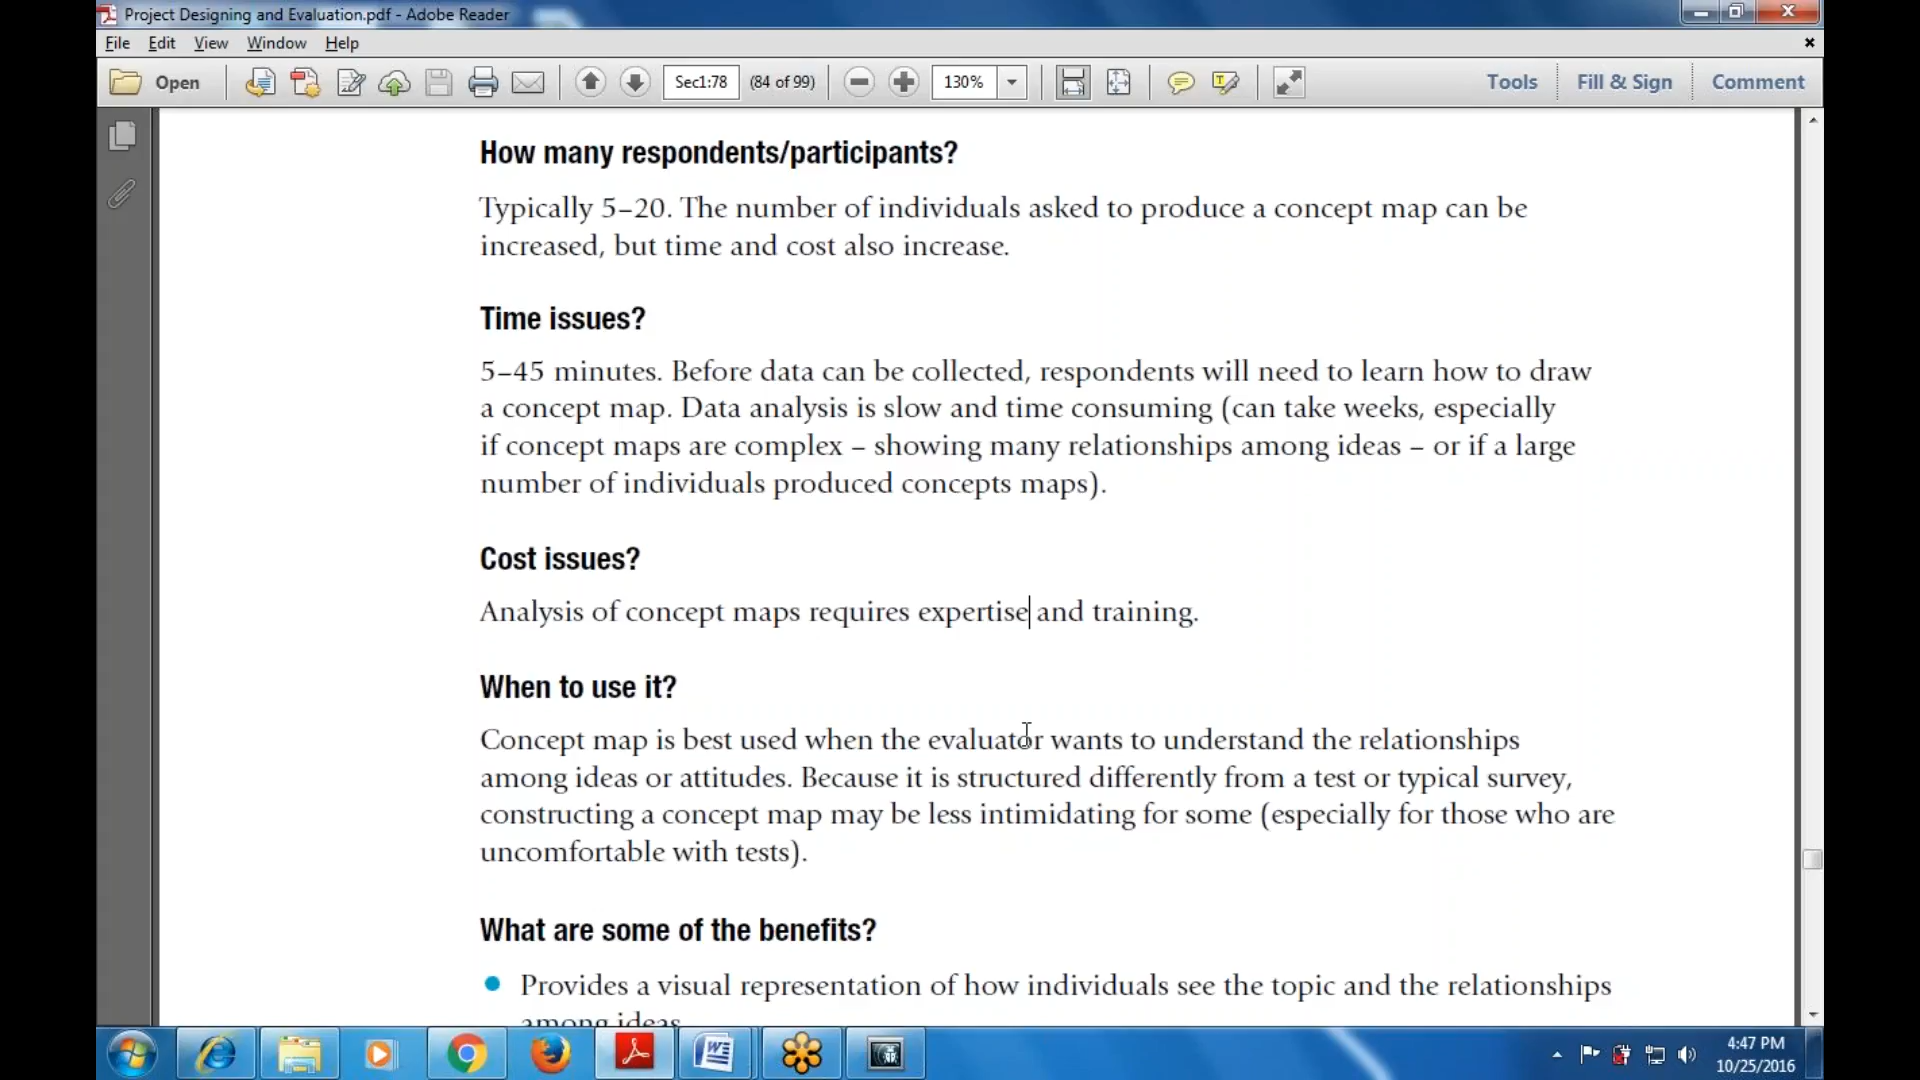 Project Designing and Evaluation.pdf - Adobe Reader
File Edit View Window Help
Open Sec1:78 (84 of 99) 130% Tools Fill & Sign Comment
How many respondents/participants?
Typically 5–20. The number of individuals asked to produce a concept map can be
increased, but time and cost also increase.
Time issues?
5–45 minutes. Before data can be collected, respondents will need to learn how to draw
a concept map. Data analysis is slow and time consuming (can take weeks, especially
if concept maps are complex – showing many relationships among ideas – or if a large
number of individuals produced concepts maps).
Cost issues?
Analysis of concept maps requires expertise and training.
When to use it?
Concept map is best used when the evaluator wants to understand the relationships
among ideas or attitudes. Because it is structured differently from a test or typical survey,
constructing a concept map may be less intimidating for some (especially for those who are
uncomfortable with tests).
What are some of the benefits?
• Provides a visual representation of how individuals see the topic and the relationships
among ideas.
4:47 PM
10/25/2016